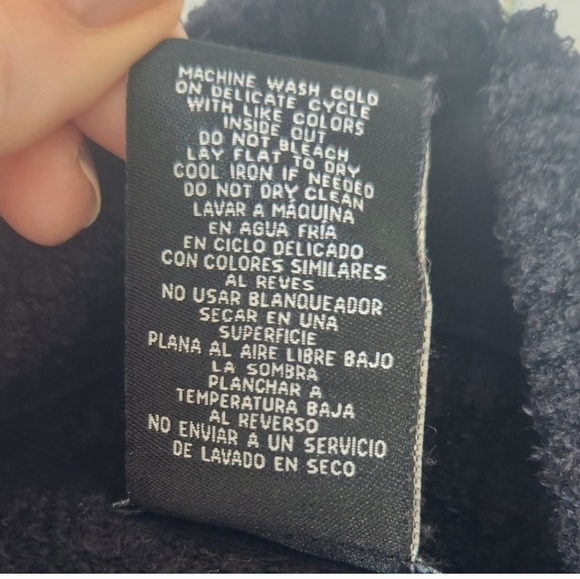 MACHINE WASH COLD
ON DELICATE CYCLE
WITH LIKE COLORS
INSIDE OUT
DO NOT BLEACH
LAY FLAT TO DRY
COOL IRON IF NEEDED
DO NOT DRY CLEAN
LAVAR A MÁQUINA
EN AGUA FRÍA
EN CICLO DELICADO
CON COLORES SIMILARES
AL REVES
NO USAR BLANQUEADOR
SECAR EN UNA
SUPERFICIE
PLANA AL AIRE LIBRE BAJO
LA SOMBRA
PLANCHAR A
TEMPERATURA BAJA
AL REVERSO
NO ENVIAR A UN SERVICIO
DE LAVADO EN SECO